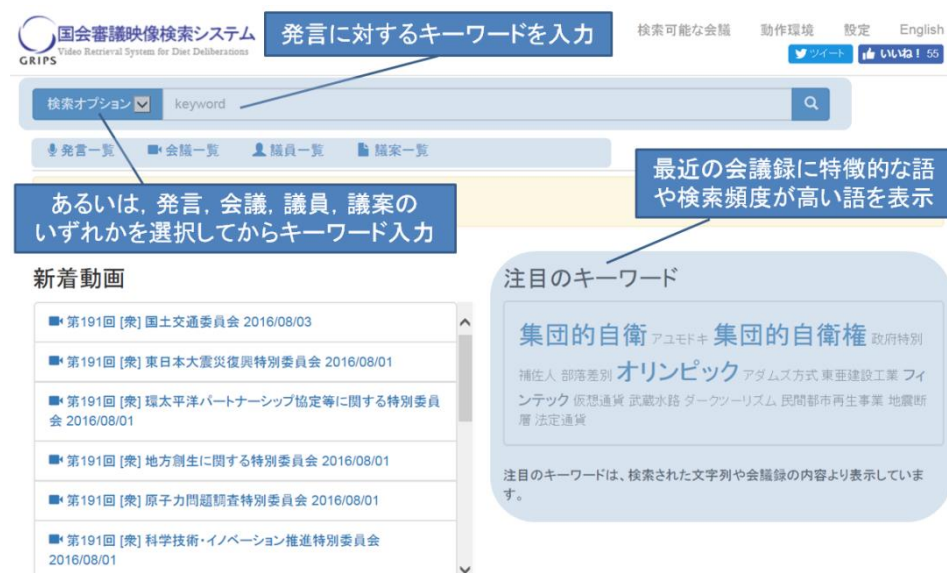 国会審議映像検索システム
Video Retrieval System for Diet Deliberations
GRIPS
発言に対するキーワードを入力
検索可能な会議 動作環境 設定 English
ツイート いいね! 55
検索オプション keyword
発言一覧 会議一覧 議員一覧 議案一覧
あるいは，発言，会議，議員，議案の
いずれかを選択してからキーワード入力
最近の会議録に特徴的な語
や検索頻度が高い語を表示
新着動画
第191回 [衆] 国土交通委員会 2016/08/03
第191回 [衆] 東日本大震災復興特別委員会 2016/08/01
第191回 [衆] 環太平洋パートナーシップ協定等に関する特別委員
会 2016/08/01
第191回 [衆] 地方創生に関する特別委員会 2016/08/01
第191回 [衆] 原子力問題調査特別委員会 2016/08/01
第191回 [衆] 科学技術・イノベーション推進特別委員会
2016/08/01
注目のキーワード
集団的自衛 アユモドキ 集団的自衛権 政府特別
補佐人 部落差別 オリンピック アダムズ方式 東亜建設工業 フィ
ンテック 仮想通貨 武蔵水路 ダークツーリズム 民間都市再生事業 地震断
層 法定通貨
注目のキーワードは、検索された文字列や会議録の内容より表示していま
す。